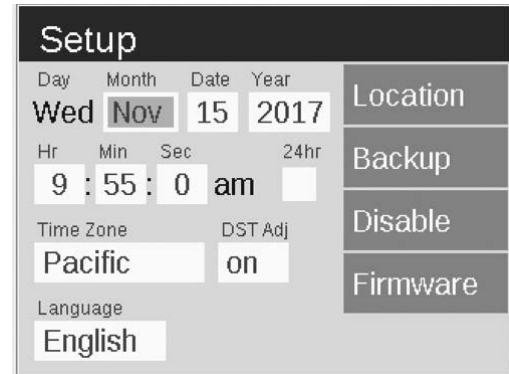 Setup
Day Month Date Year
Wed Nov 15 2017
Hr Min Sec 24hr
9 : 55 : 0 am
Time Zone DST Adj
Pacific on
Language
English
Location
Backup
Disable
Firmware